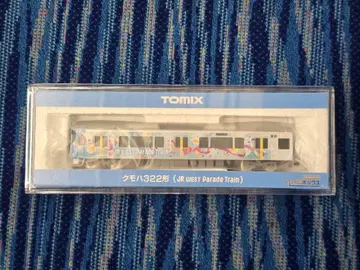 TOMIX
クモハ322形 (JR WEST Parade Train)